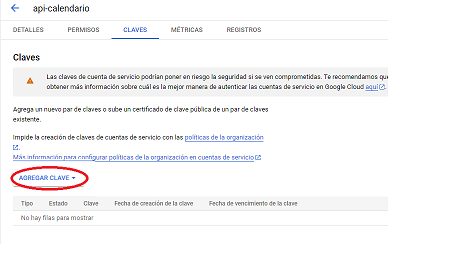 api-calendario
DETALLES PERMISOS CLAVES MÉTRICAS REGISTROS
Claves
Las claves de cuenta de servicio podrían poner en riesgo la seguridad si se ven comprometidas. Te recomendamos que
obtener más información sobre cuál es la mejor manera de autenticar las cuentas de servicio en Google Cloud aquí.
Agrega un nuevo par de claves o sube un certificado de clave pública de un par de claves
existente.
Impide la creación de claves de cuentas de servicio con las políticas de la organización
.
Más información para configurar políticas de la organización en cuentas de servicio
AGREGAR CLAVE
Tipo Estado Clave Fecha de creación de la clave Fecha de vencimiento de la clave
No hay filas para mostrar